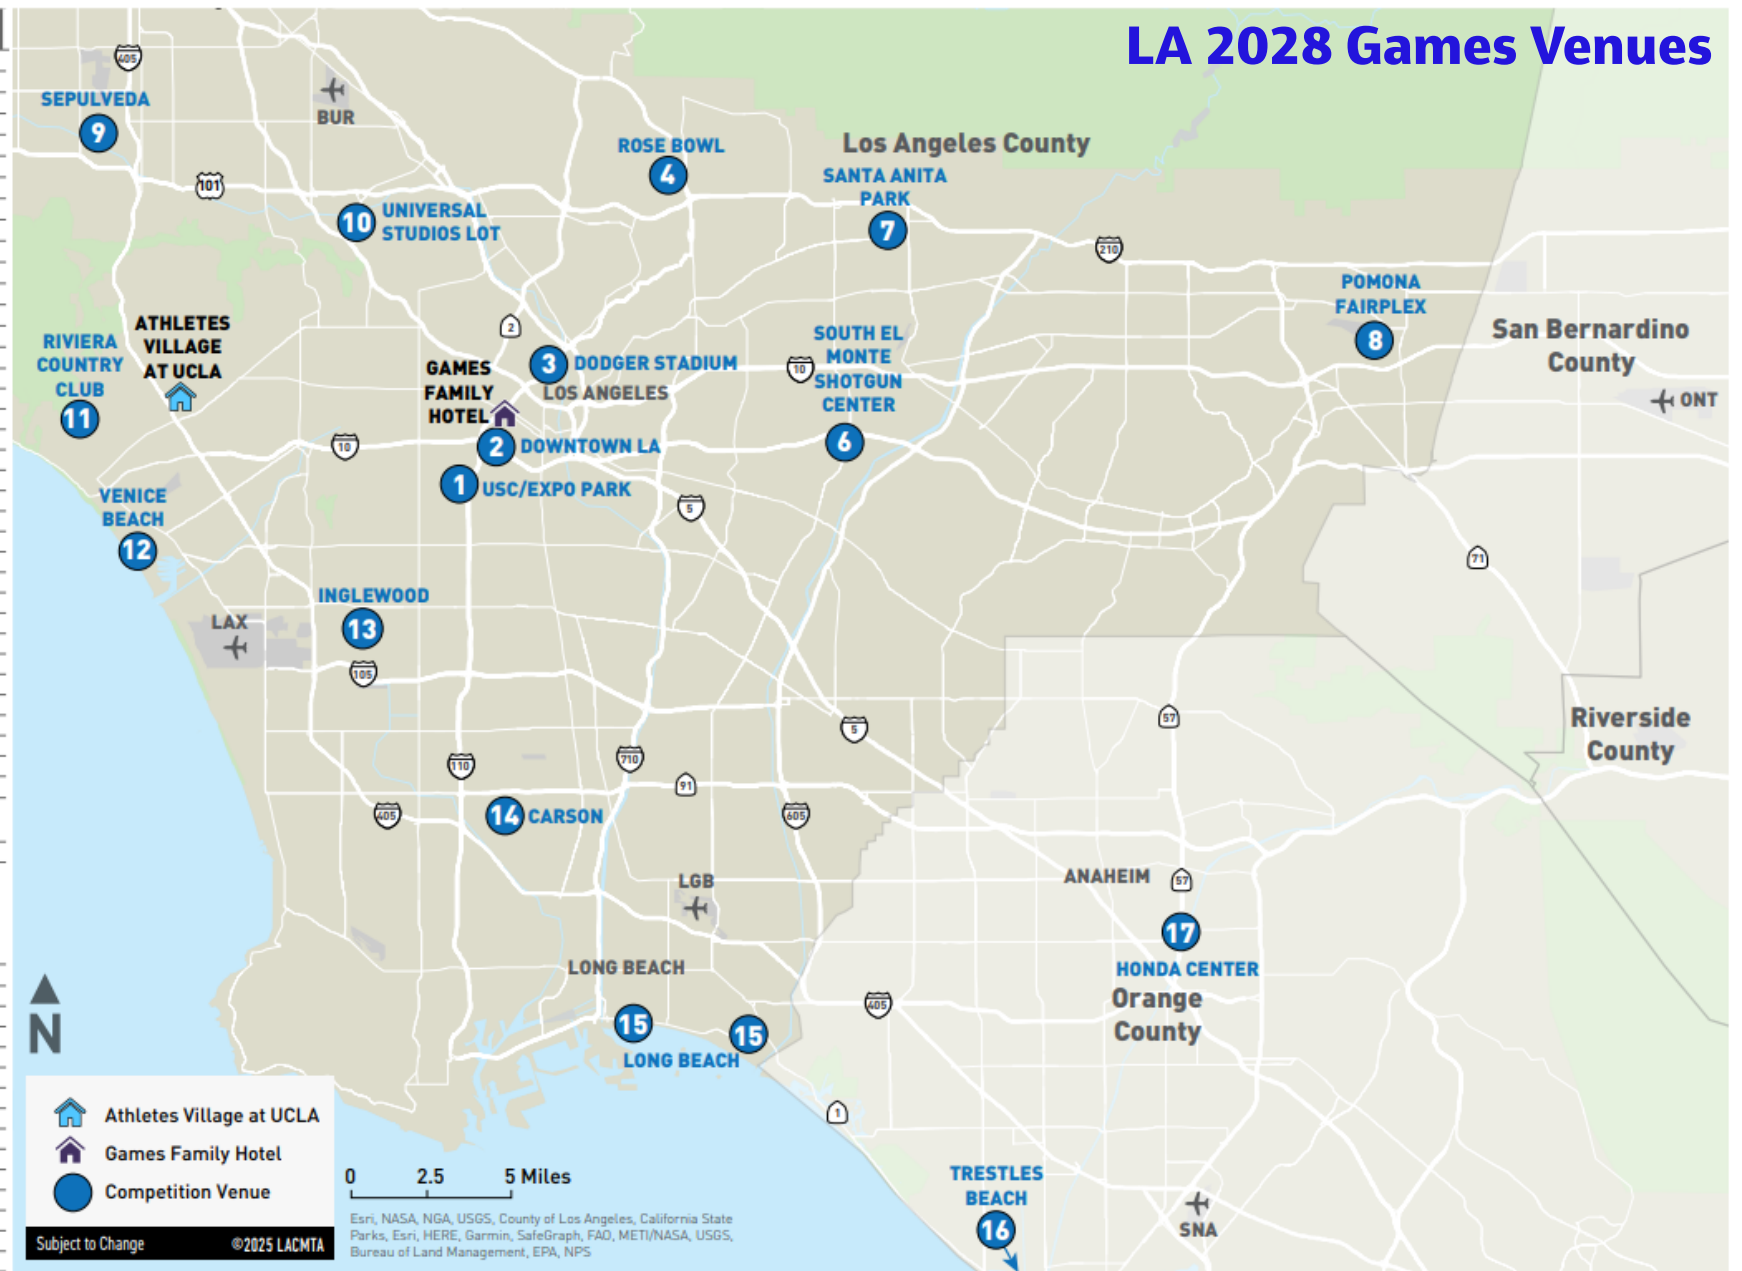 LA 2028 Games Venues
405
SEPULVEDA
9
BUR
101
10
UNIVERSAL
STUDIOS LOT
ROSE BOWL
4
Los Angeles County
SANTA ANITA
PARK
7
210
POMONA
FAIRPLEX
8
San Bernardino
County
ONT
ATHLETES
VILLAGE
AT UCLA
RIVIERA
COUNTRY
CLUB
11
2
GAMES
FAMILY
HOTEL
3
DODGER STADIUM
LOS ANGELES
10
SOUTH EL
MONTE
SHOTGUN
CENTER
6
10
2
DOWNTOWN LA
1
USC/EXPO PARK
5
VENICE
BEACH
12
71
INGLEWOOD
13
LAX
105
57
5
Riverside
County
110
710
91
405
14
CARSON
605
LGB
ANAHEIM
57
17
HONDA CENTER
Orange
County
LONG BEACH
405
15
15
LONG BEACH
1
N
TRESTLES
BEACH
16
SNA
Athletes Village at UCLA
Games Family Hotel
Competition Venue
Subject to Change
©2025 LACMTA
0 2.5 5 Miles
Esri, NASA, NGA, USGS, County of Los Angeles, California State
Parks, Esri, HERE, Garmin, SafeGraph, FAO, METI/NASA, USGS,
Bureau of Land Management, EPA, NPS